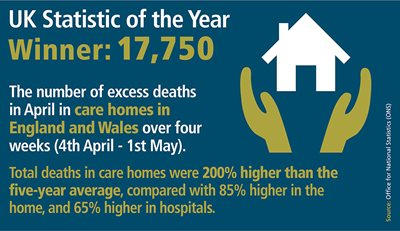 UK Statistic of the Year
Winner: 17,750
The number of excess deaths
in April in care homes in
England and Wales over four
weeks (4th April - 1st May).
Total deaths in care homes were 200% higher than the
five-year average, compared with 85% higher in the
home, and 65% higher in hospitals.
Source: Office for National Statistics (ONS)